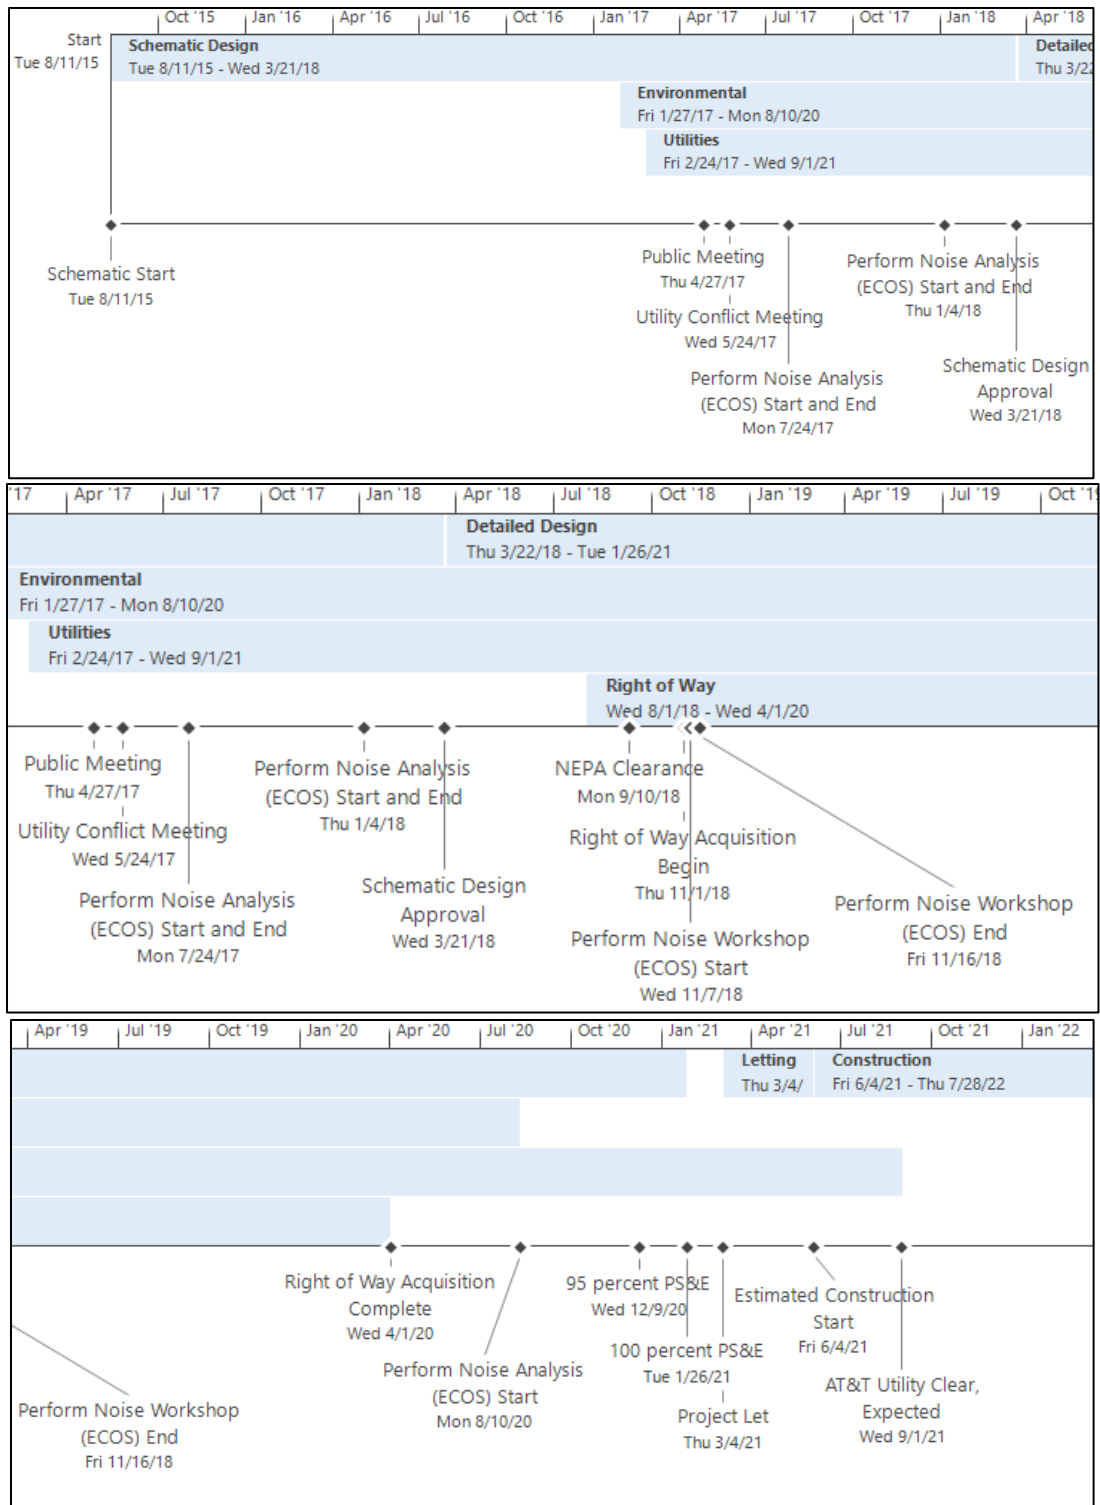 Oct '15 Jan '16 Apr '16 Jul '16 Oct '16 Jan '17 Apr '17 Jul '17 Oct '17 Jan '18 Apr '18
Start
Tue 8/11/15
Schematic Design
Tue 8/11/15 - Wed 3/21/18
Detailed
Thu 3/22
Environmental
Fri 1/27/17 - Mon 8/10/20
Utilities
Fri 2/24/17 - Wed 9/1/21
Schematic Start
Tue 8/11/15
Public Meeting
Thu 4/27/17
Utility Conflict Meeting
Wed 5/24/17
Perform Noise Analysis
(ECOS) Start and End
Mon 7/24/17
Perform Noise Analysis
(ECOS) Start and End
Thu 1/4/18
Schematic Design
Approval
Wed 3/21/18
'17 Apr '17 Jul '17 Oct '17 Jan '18 Apr '18 Jul '18 Oct '18 Jan '19 Apr '19 Jul '19 Oct '19
Detailed Design
Thu 3/22/18 - Tue 1/26/21
Environmental
Fri 1/27/17 - Mon 8/10/20
Utilities
Fri 2/24/17 - Wed 9/1/21
Right of Way
Wed 8/1/18 - Wed 4/1/20
Public Meeting
Thu 4/27/17
Utility Conflict Meeting
Wed 5/24/17
Perform Noise Analysis
(ECOS) Start and End
Mon 7/24/17
Perform Noise Analysis
(ECOS) Start and End
Thu 1/4/18
Schematic Design
Approval
Wed 3/21/18
NEPA Clearance
Mon 9/10/18
Right of Way Acquisition
Begin
Thu 11/1/18
Perform Noise Workshop
(ECOS) Start
Wed 11/7/18
Perform Noise Workshop
(ECOS) End
Fri 11/16/18
Apr '19 Jul '19 Oct '19 Jan '20 Apr '20 Jul '20 Oct '20 Jan '21 Apr '21 Jul '21 Oct '21 Jan '22
Letting
Thu 3/4/
Construction
Fri 6/4/21 - Thu 7/28/22
Perform Noise Workshop
(ECOS) End
Fri 11/16/18
Right of Way Acquisition
Complete
Wed 4/1/20
Perform Noise Analysis
(ECOS) Start
Mon 8/10/20
95 percent PS&E
Wed 12/9/20
100 percent PS&E
Tue 1/26/21
Project Let
Thu 3/4/21
Estimated Construction
Start
Fri 6/4/21
AT&T Utility Clear,
Expected
Wed 9/1/21